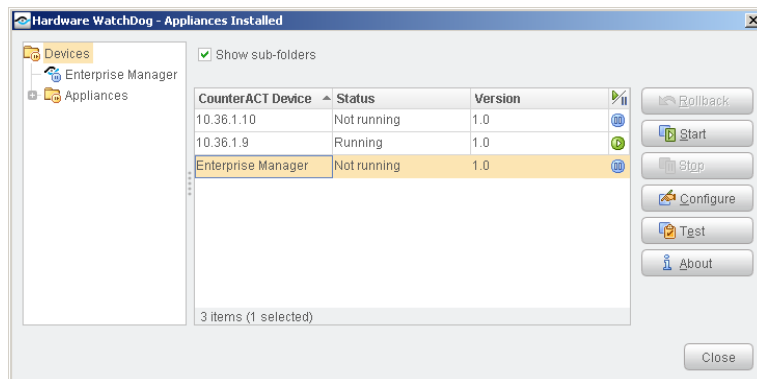 Hardware WatchDog - Appliances Installed
Devices
Enterprise Manager
Appliances
Show sub-folders
CounterACT Device Status Version
10.36.1.10 Not running 1.0
10.36.1.9 Running 1.0
Enterprise Manager Not running 1.0
3 items (1 selected)
Rollback
Start
Stop
Configure
Test
About
Close